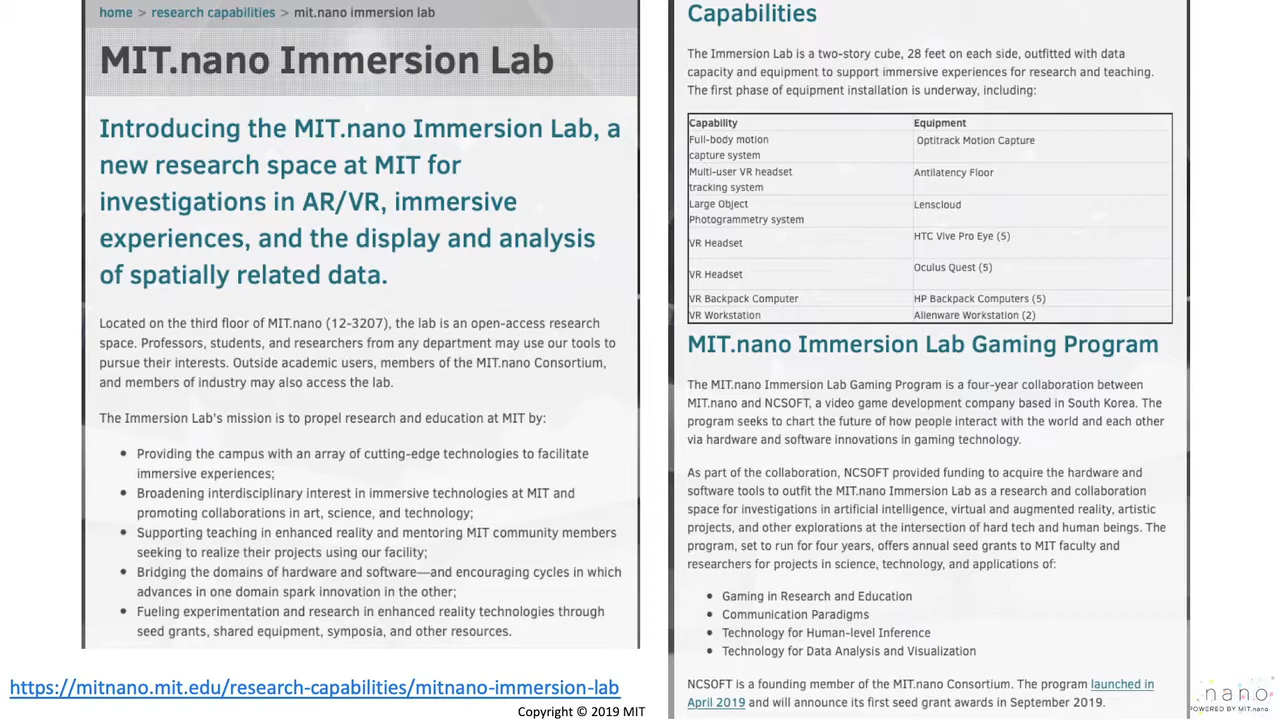 home > research capabilities > mit.nano immersion lab
MIT.nano Immersion Lab
Introducing the MIT.nano Immersion Lab, a
new research space at MIT for
investigations in AR/VR, immersive
experiences, and the display and analysis
of spatially related data.
Located on the third floor of MIT.nano (12-3207), the lab is an open-access research
space. Professors, students, and researchers from any department may use our tools to
pursue their interests. Outside academic users, members of the MIT.nano Consortium,
and members of industry may also access the lab.
The Immersion Lab's mission is to propel research and education at MIT by:
• Providing the campus with an array of cutting-edge technologies to facilitate
immersive experiences;
• Broadening interdisciplinary interest in immersive technologies at MIT and
promoting collaborations in art, science, and technology;
• Supporting teaching in enhanced reality and mentoring MIT community members
seeking to realize their projects using our facility;
• Bridging the domains of hardware and software—and encouraging cycles in which
advances in one domain spark innovation in the other;
• Fueling experimentation and research in enhanced reality technologies through
seed grants, shared equipment, symposia, and other resources.
https://mitnano.mit.edu/research-capabilities/mitnano-immersion-lab
Copyright © 2019 MIT
Capabilities
The Immersion Lab is a two-story cube, 28 feet on each side, outfitted with data
capacity and equipment to support immersive experiences for research and teaching.
The first phase of equipment installation is underway, including:
Capability Equipment
Full-body motion
capture system Optitrack Motion Capture
Multi-user VR headset
tracking system Antilatency Floor
Large Object
Photogrammetry system Lenscloud
VR Headset HTC Vive Pro Eye (5)
VR Headset Oculus Quest (5)
VR Backpack Computer HP Backpack Computers (5)
VR Workstation Alienware Workstation (2)
MIT.nano Immersion Lab Gaming Program
The MIT.nano Immersion Lab Gaming Program is a four-year collaboration between
MIT.nano and NCSOFT, a video game development company based in South Korea. The
program seeks to chart the future of how people interact with the world and each other
via hardware and software innovations in gaming technology.
As part of the collaboration, NCSOFT provided funding to acquire the hardware and
software tools to outfit the MIT.nano Immersion Lab as a research and collaboration
space for investigations in artificial intelligence, virtual and augmented reality, artistic
projects, and other explorations at the intersection of hard tech and human beings. The
program, set to run for four years, offers annual seed grants to MIT faculty and
researchers for projects in science, technology, and applications of:
• Gaming in Research and Education
• Communication Paradigms
• Technology for Human-level Inference
• Technology for Data Analysis and Visualization
NCSOFT is a founding member of the MIT.nano Consortium. The program launched in
April 2019 and will announce its first seed grant awards in September 2019.
.nano
POWERED BY MIT.nano